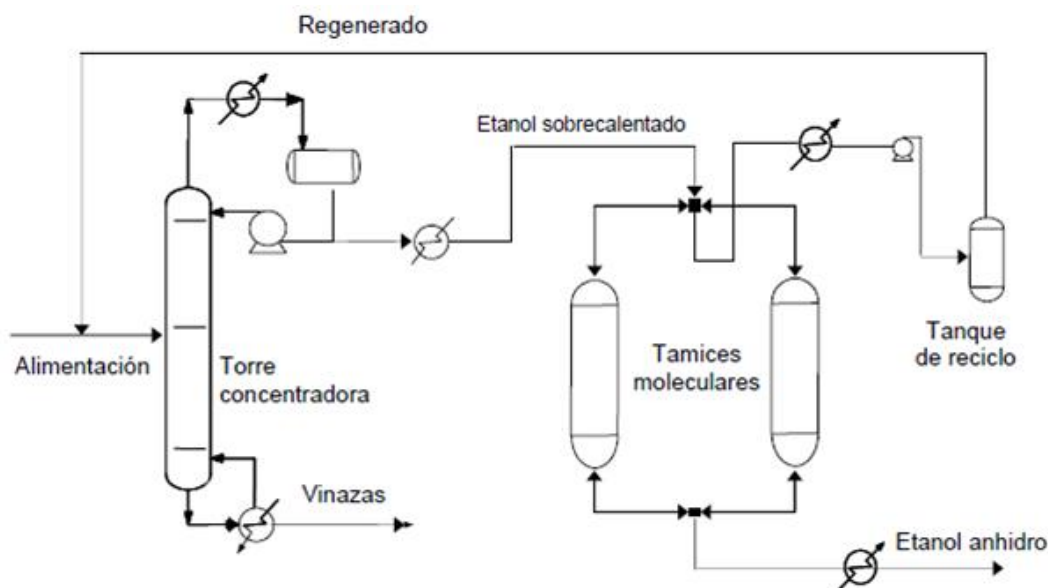 Regenerado
Etanol sobrecalentado
Alimentación
Torre
concentradora
Tamices
moleculares
Tanque
de reciclo
Vinazas
Etanol anhidro